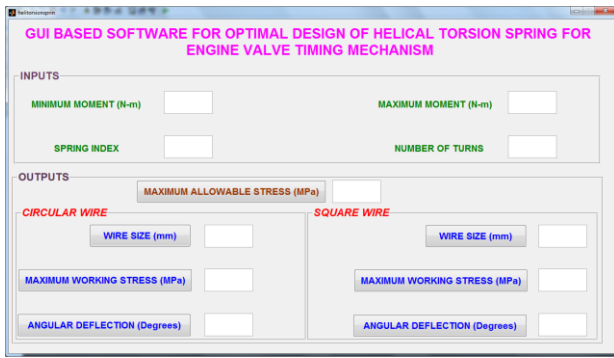 GUI BASED SOFTWARE FOR OPTIMAL DESIGN OF HELICAL TORSION SPRING FOR
ENGINE VALVE TIMING MECHANISM
INPUTS
MINIMUM MOMENT (N-m)
MAXIMUM MOMENT (N-m)
SPRING INDEX
NUMBER OF TURNS
OUTPUTS
MAXIMUM ALLOWABLE STRESS (MPa)
CIRCULAR WIRE
SQUARE WIRE
WIRE SIZE (mm)
WIRE SIZE (mm)
MAXIMUM WORKING STRESS (MPa)
MAXIMUM WORKING STRESS (MPa)
ANGULAR DEFLECTION (Degrees)
ANGULAR DEFLECTION (Degrees)